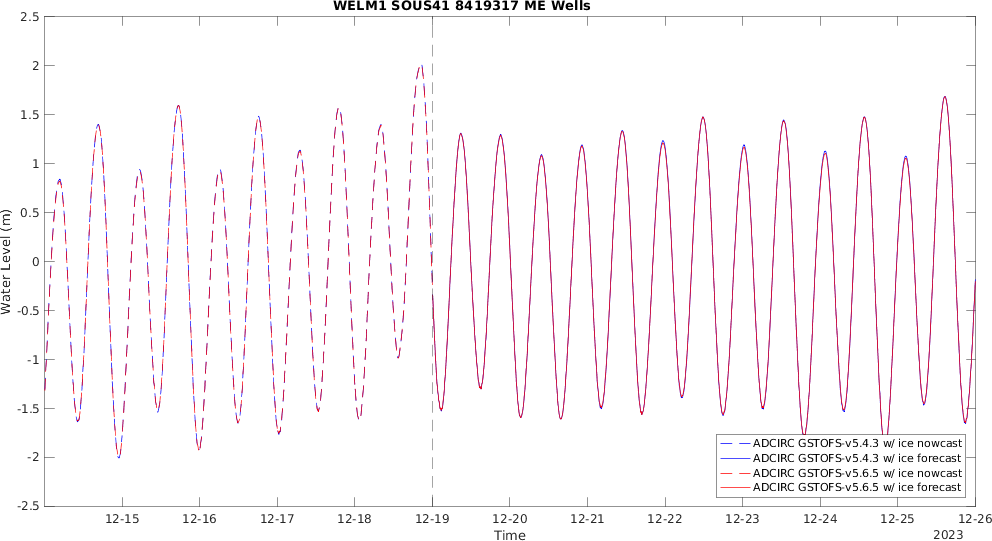 WELM1 SOUS41 8419317 ME Wells
Water Level (m)
2.5
2
1.5
1
0.5
0
-0.5
-1
-1.5
-2
-2.5
12-15 12-16 12-17 12-18 12-19 12-20 12-21 12-22 12-23 12-24 12-25 12-26
Time
2023
ADCIRC GSTOFS-v5.4.3 w/ ice nowcast
ADCIRC GSTOFS-v5.4.3 w/ ice forecast
ADCIRC GSTOFS-v5.6.5 w/ ice nowcast
ADCIRC GSTOFS-v5.6.5 w/ ice forecast